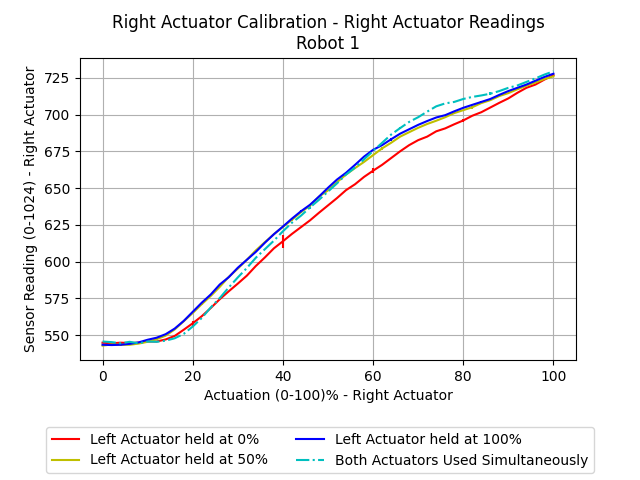 Right Actuator Calibration - Right Actuator Readings
Robot 1
Sensor Reading (0-1024) - Right Actuator
725
700
675
650
625
600
575
550
0 20 40 60 80 100
Actuation (0-100)% - Right Actuator
Left Actuator held at 0%
Left Actuator held at 50%
Left Actuator held at 100%
Both Actuators Used Simultaneously